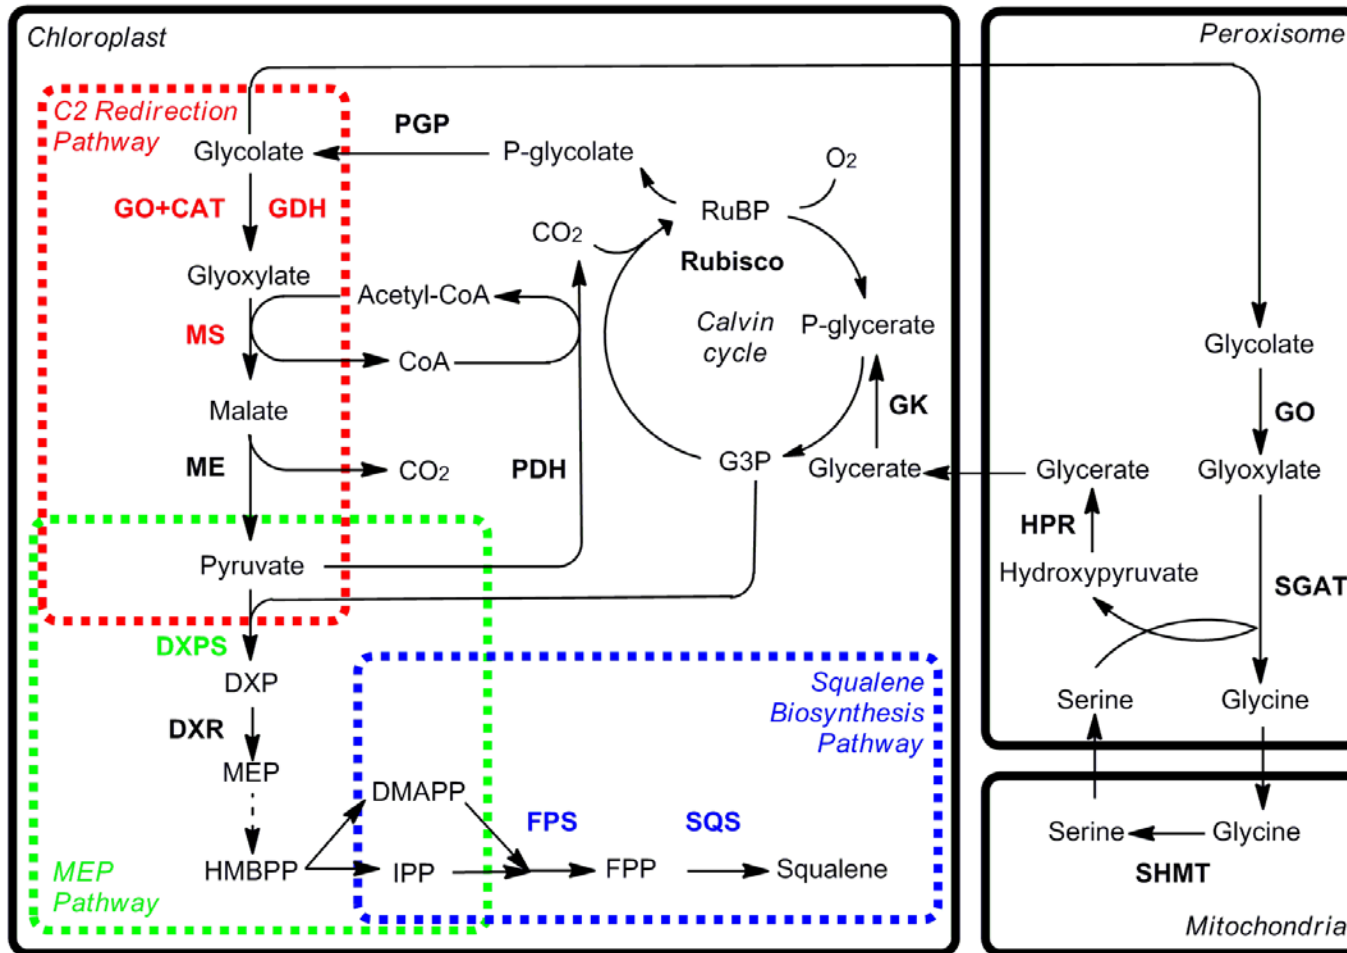 Chloroplast
Peroxisome
C2 Redirection
Pathway
PGP
Glycolate
P-glycolate
O2
GO+CAT
GDH
RuBP
CO2
Rubisco
Glyoxylate
Acetyl-CoA
Calvin
cycle
P-glycerate
MS
CoA
Glycolate
Malate
GK
GO
ME
CO2
PDH
G3P
Glycerate
Glycerate
Glyoxylate
HPR
Pyruvate
Hydroxypyruvate
SGAT
DXPS
DXP
Squalene
Biosynthesis
Pathway
Serine
Glycine
DXR
MEP
DMAPP
FPS
SQS
Serine
Glycine
HMBPP
IPP
FPP
Squalene
SHMT
MEP
Pathway
Mitochondria